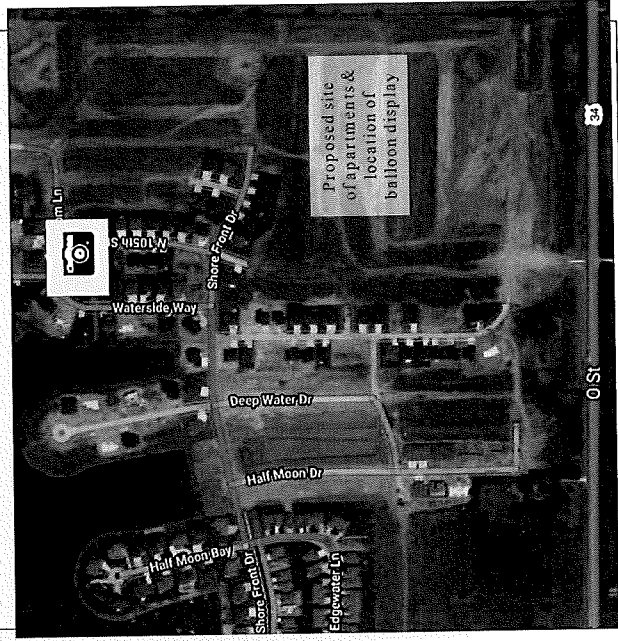 Proposed site
of apartments &
location of
balloon display
34
N 105th S
Shore Front Dr
Waterside Way
Deep Water Dr
O St
Half Moon Dr
Half Moon Bay
Shore Front Dr
Edgewater Ln